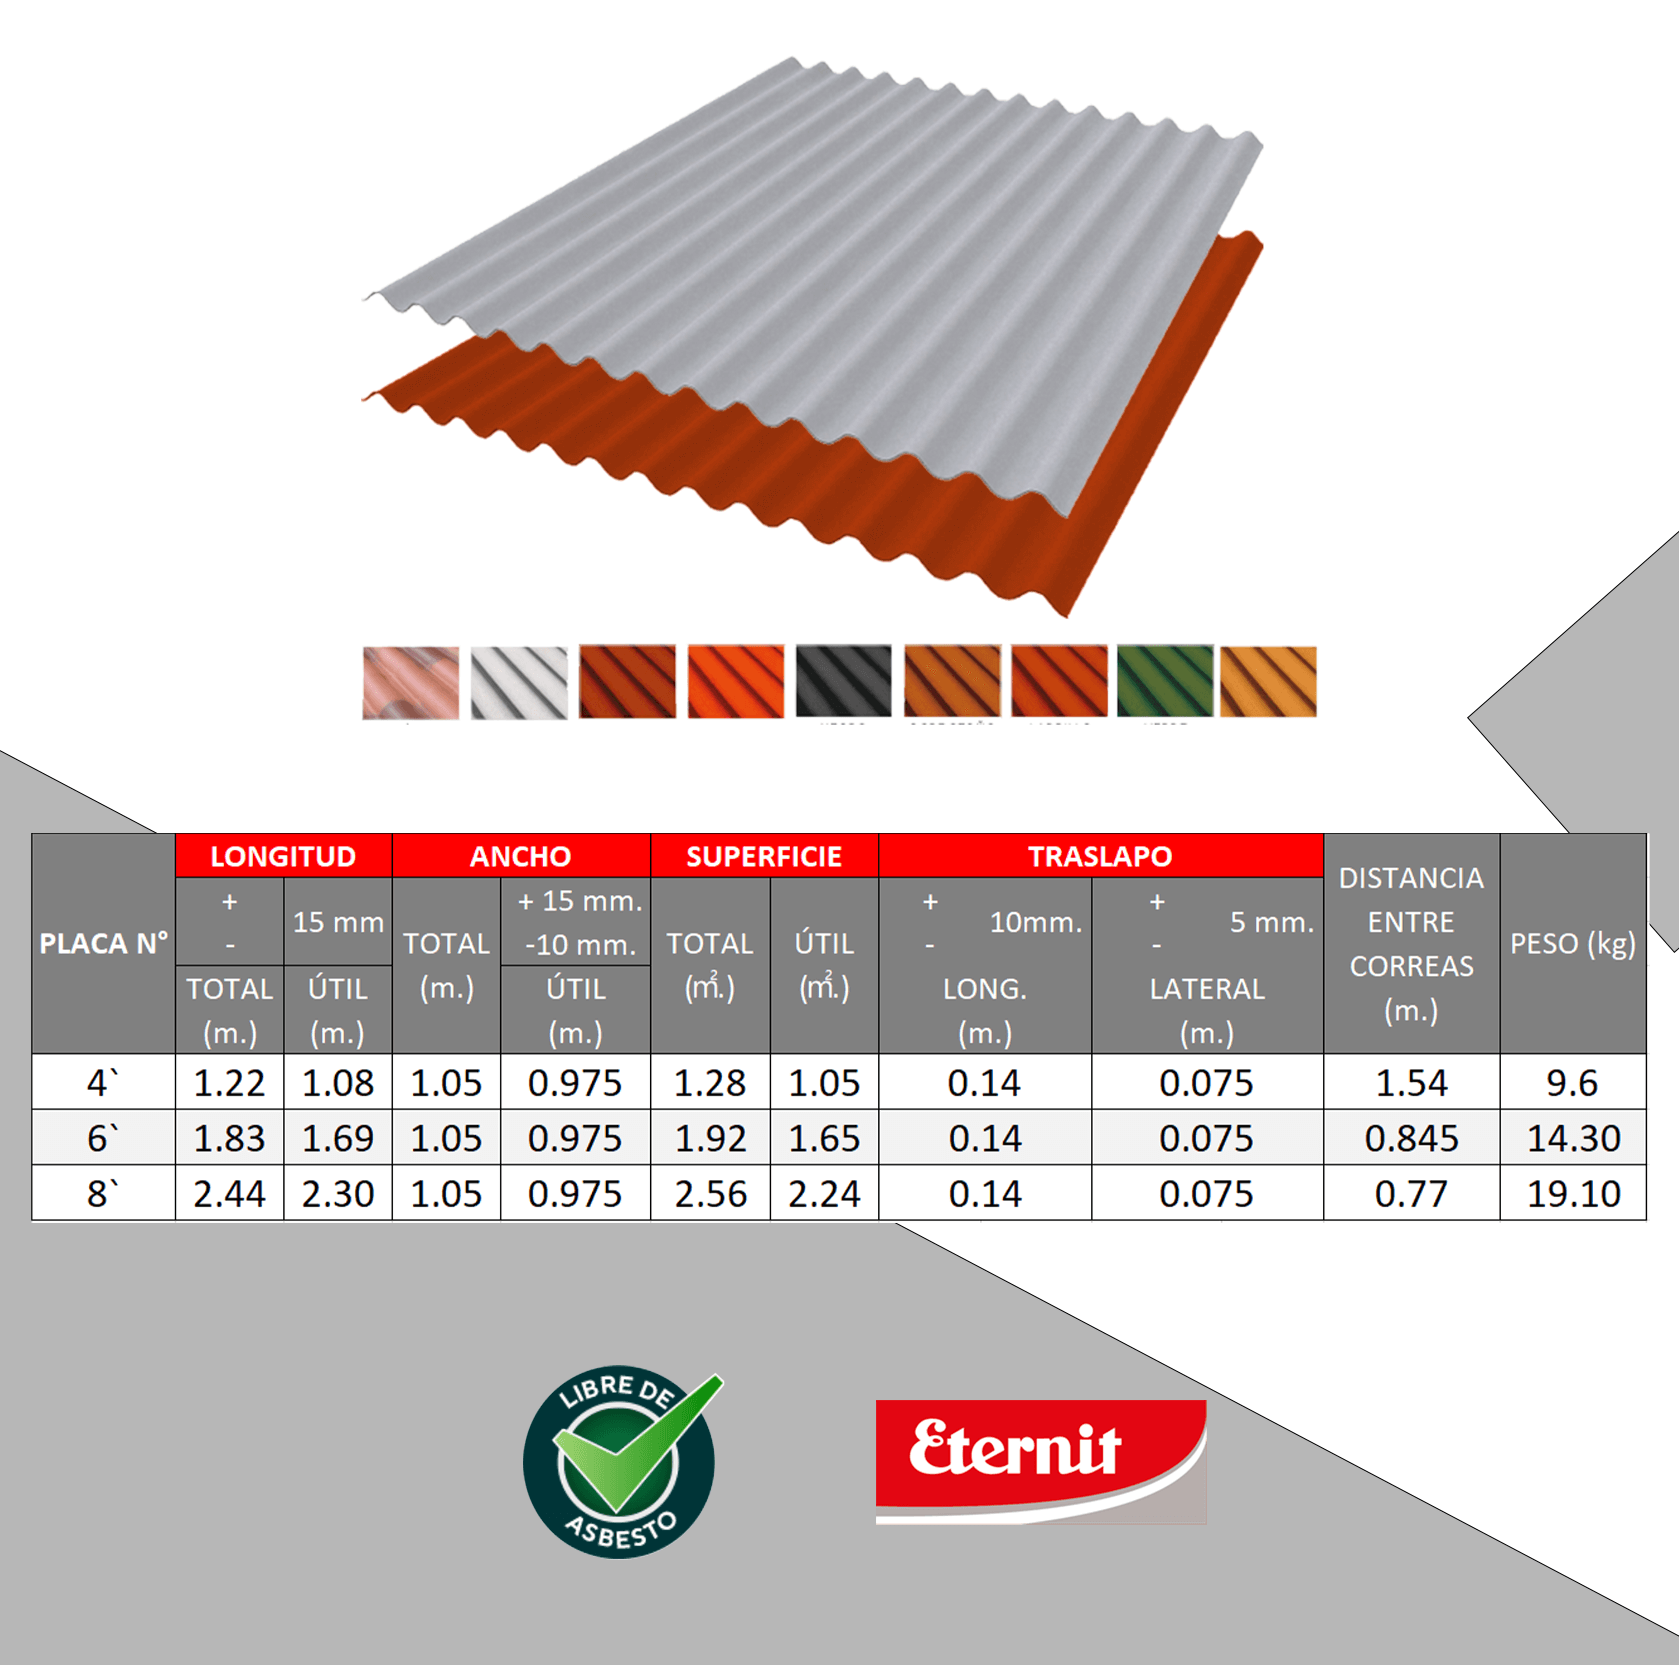 LONGITUD ANCHO SUPERFICIE TRASLAPO
PLACA N° + - 15 mm TOTAL (m.) + 15 mm. -10 mm. TOTAL (m².) ÚTIL (m².) + - 10mm. LONG. (m.) + - 5 mm. LATERAL (m.) DISTANCIA ENTRE CORREAS (m.) PESO (kg)
TOTAL (m.) ÚTIL (m.) ÚTIL (m.)
4` 1.22 1.08 1.05 0.975 1.28 1.05 0.14 0.075 1.54 9.6
6` 1.83 1.69 1.05 0.975 1.92 1.65 0.14 0.075 0.845 14.30
8` 2.44 2.30 1.05 0.975 2.56 2.24 0.14 0.075 0.77 19.10
LIBRE DE
ASBESTO
Eternit